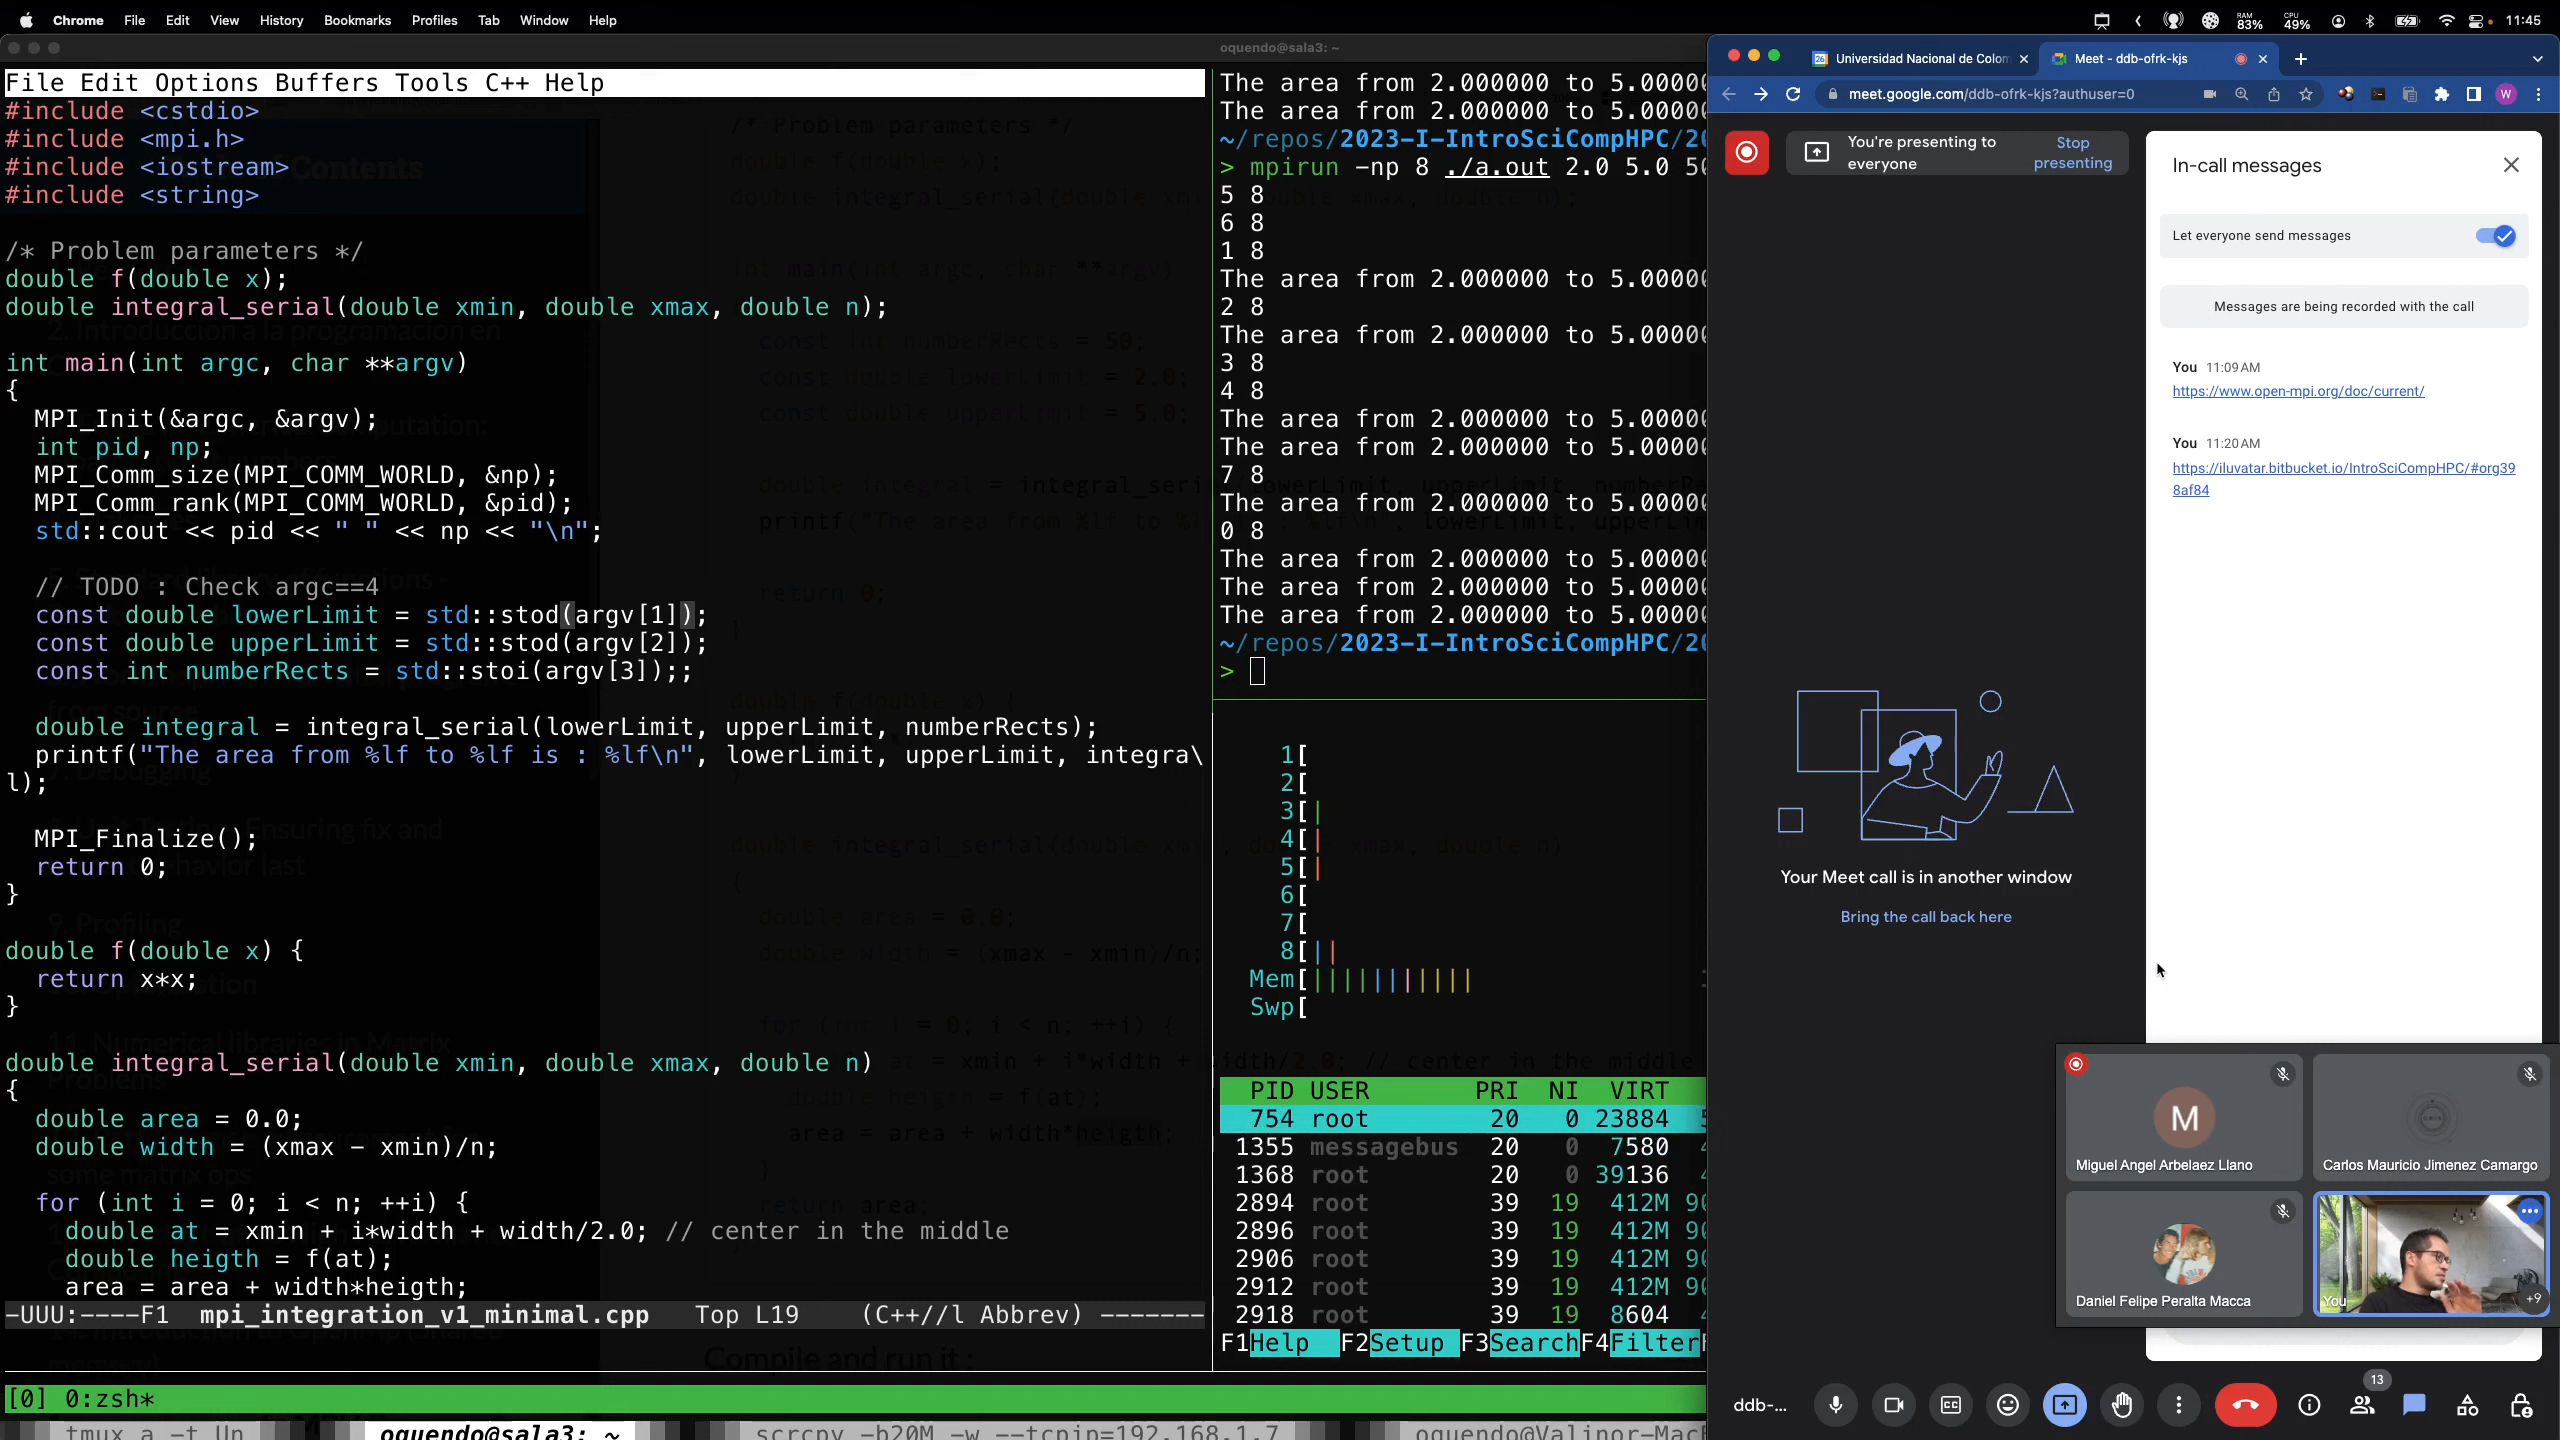 Chrome File Edit View History Bookmarks Profiles Tab Window Help
RAM 83% CPU 49% 11:45
oquendo@sala3: ~
File Edit Options Buffers Tools C++ Help
#include <cstdio>
#include <mpi.h>
#include <iostream>
#include <string>
/* Problem parameters */
double f(double x);
double integral_serial(double xmin, double xmax, double n);
int main(int argc, char **argv)
{
MPI_Init(&argc, &argv);
int pid, np;
MPI_Comm_size(MPI_COMM_WORLD, &np);
MPI_Comm_rank(MPI_COMM_WORLD, &pid);
std::cout << pid << " " << np << "\n";
// TODO : Check argc==4
const double lowerLimit = std::stod(argv[1]);
const double upperLimit = std::stod(argv[2]);
const int numberRects = std::stoi(argv[3]);;
double integral = integral_serial(lowerLimit, upperLimit, numberRects);
printf("The area from %lf to %lf is : %lf\n", lowerLimit, upperLimit, integra\
l);
MPI_Finalize();
return 0;
}
double f(double x) {
return x*x;
}
double integral_serial(double xmin, double xmax, double n)
{
double area = 0.0;
double width = (xmax - xmin)/n;
for (int i = 0; i < n; ++i) {
double at = xmin + i*width + width/2.0; // center in the middle
double heigth = f(at);
area = area + width*heigth;
-UUU:----F1 mpi_integration_v1_minimal.cpp Top L19 (C++//l Abbrev) -------
The area from 2.000000 to 5.00000
The area from 2.000000 to 5.00000
~/repos/2023-I-IntroSciCompHPC/20
> mpirun -np 8 ./a.out 2.0 5.0 50
5 8
6 8
1 8
The area from 2.000000 to 5.00000
2 8
The area from 2.000000 to 5.00000
3 8
4 8
The area from 2.000000 to 5.00000
The area from 2.000000 to 5.00000
7 8
The area from 2.000000 to 5.00000
0 8
The area from 2.000000 to 5.00000
The area from 2.000000 to 5.00000
The area from 2.000000 to 5.00000
~/repos/2023-I-IntroSciCompHPC/20
>
1[
2[
3[|
4[|
5[|
6[
7[
8[||
Mem[|||||||||||
Swp[
PID USER PRI NI VIRT
754 root 20 0 23884
1355 messagebus 20 0 7580
1368 root 20 0 39136
2894 root 39 19 412M
2896 root 39 19 412M
2906 root 39 19 412M
2912 root 39 19 412M
2918 root 39 19 8604
F1Help F2Setup F3SearchF4Filter
[0] 0:zsh*
tmux a -t Un oquendo@sala3: ~ scrcpy -b20M -w --tcpip=192.168.1.7
Universidad Nacional de Colom
Meet - ddb-ofrk-kjs
meet.google.com/ddb-ofrk-kjs?authuser=0
W
You're presenting to everyone
Stop presenting
Your Meet call is in another window
Bring the call back here
In-call messages
Let everyone send messages
Messages are being recorded with the call
You 11:09 AM
https://www.open-mpi.org/doc/current/
You 11:20 AM
https://iluvatar.bitbucket.io/IntroSciCompHPC/#org39
8af84
M
Miguel Angel Arbelaez Llano
Carlos Mauricio Jimenez Camargo
Daniel Felipe Peralta Macca
You
+9
ddb-...
13